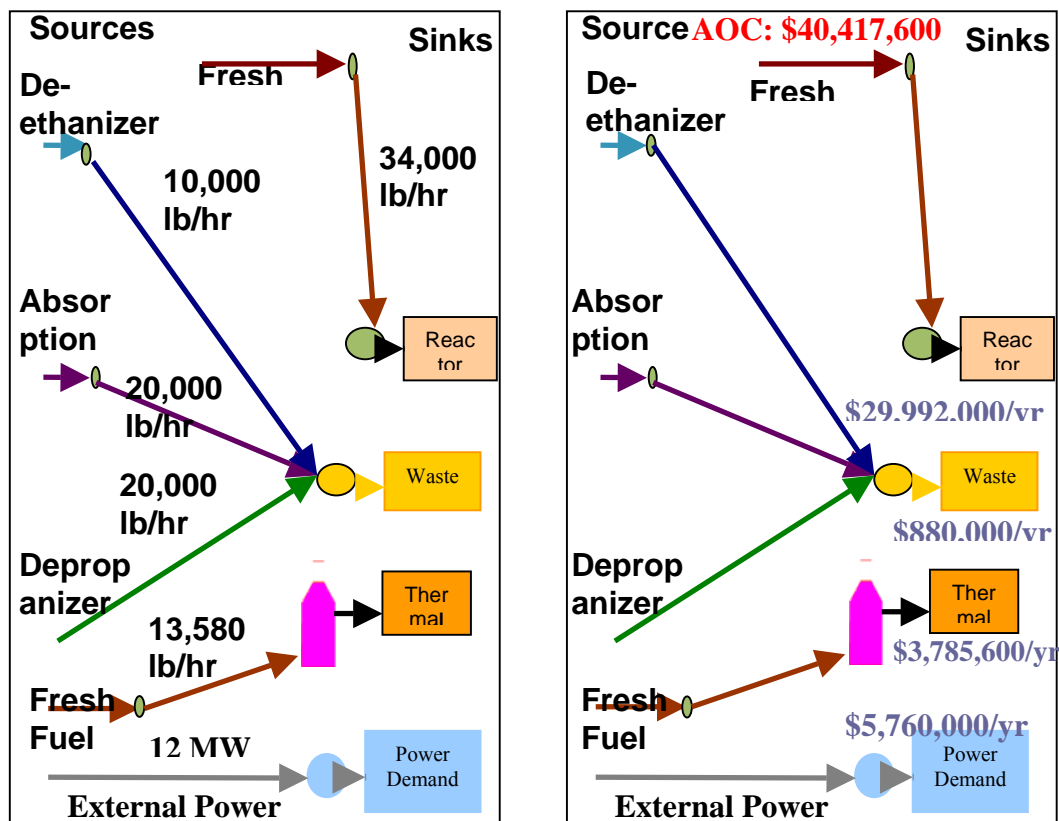 Sources
Sinks
Fresh
De-
ethanizer
10,000
lb/hr
34,000
lb/hr
Absor
ption
Reac
tor
20,000
lb/hr
20,000
lb/hr
Waste
Deprop
anizer
Ther
mal
13,580
lb/hr
Fresh
Fuel
12 MW
Power
Demand
External Power
Source
AOC: $40,417,600
Sinks
Fresh
De-
ethanizer
Absor
ption
Reac
tor
$29,992,000/yr
Waste
$880,000/yr
Deprop
anizer
Ther
mal
$3,785,600/yr
Fresh
Fuel
$5,760,000/yr
Power
Demand
External Power